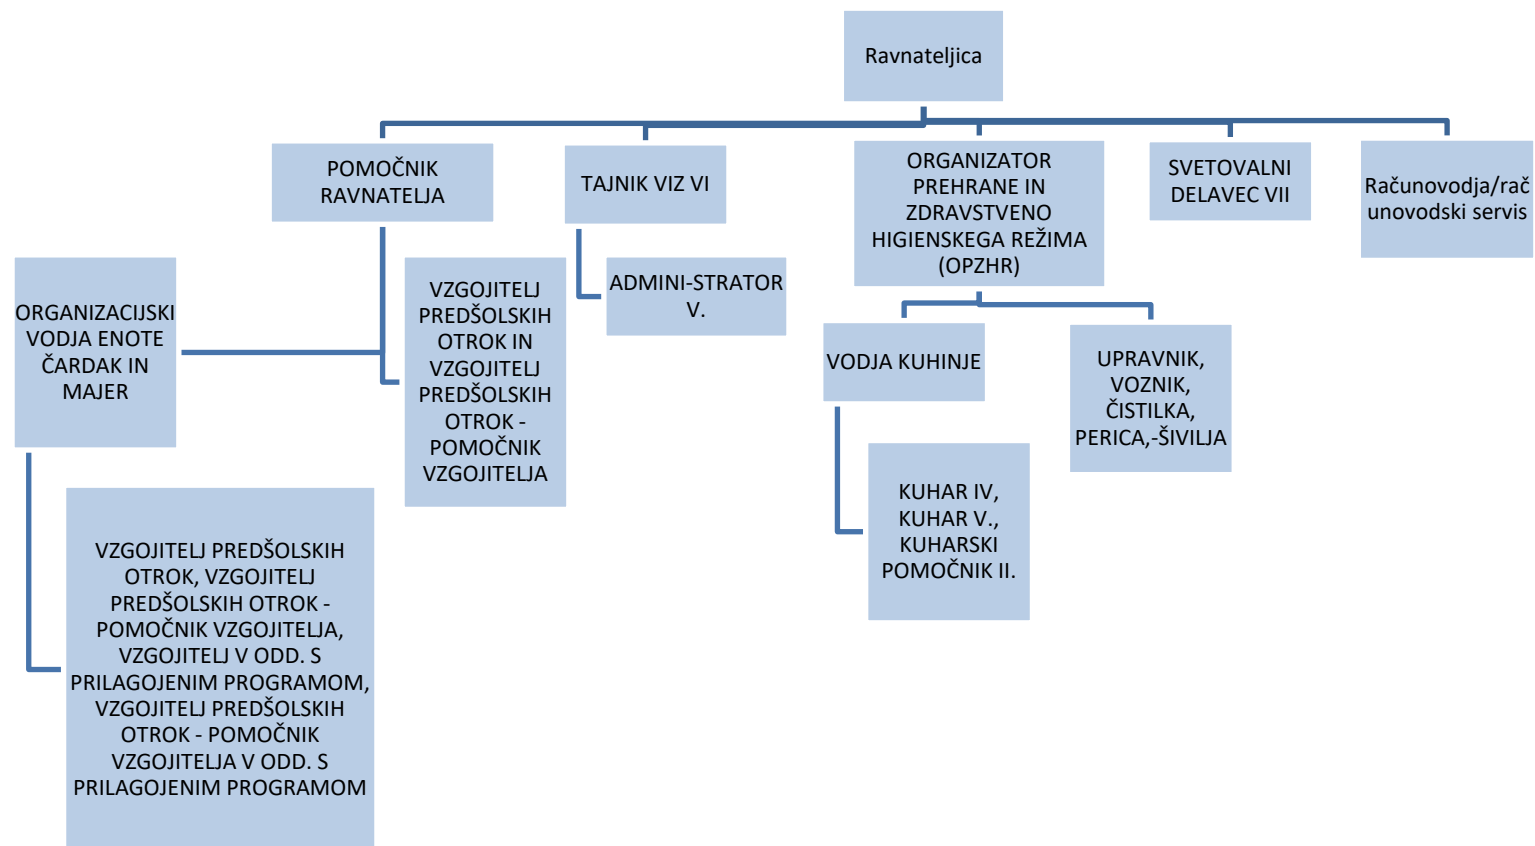 Ravnateljica
POMOČNIK
RAVNATELJA
TAJNIK VIZ VI
ORGANIZATOR
PREHRANE IN
ZDRAVSTVENO
HIGIENSKEGA REŽIMA
(OPZHR)
SVETOVALNI
DELAVEC VII
Računovodja/rač
unovodski servis
ORGANIZACIJSKI
VODJA ENOTE
ČARDAK IN
MAJER
VZGOJITELJ
PREDŠOLSKIH
OTROK IN
VZGOJITELJ
PREDŠOLSKIH
OTROK -
POMOČNIK
VZGOJITELJA
ADMINI-STRATOR
V.
VODJA KUHINJE
UPRAVNIK,
VOZNIK,
ČISTILKA,
PERICA,-ŠIVILJA
VZGOJITELJ PREDŠOLSKIH
OTROK, VZGOJITELJ
PREDŠOLSKIH OTROK -
POMOČNIK VZGOJITELJA,
VZGOJITELJ V ODD. S
PRILAGOJENIM PROGRAMOM,
VZGOJITELJ PREDŠOLSKIH
OTROK - POMOČNIK
VZGOJITELJA V ODD. S
PRILAGOJENIM PROGRAMOM
KUHAR IV,
KUHAR V.,
KUHARSKI
POMOČNIK II.